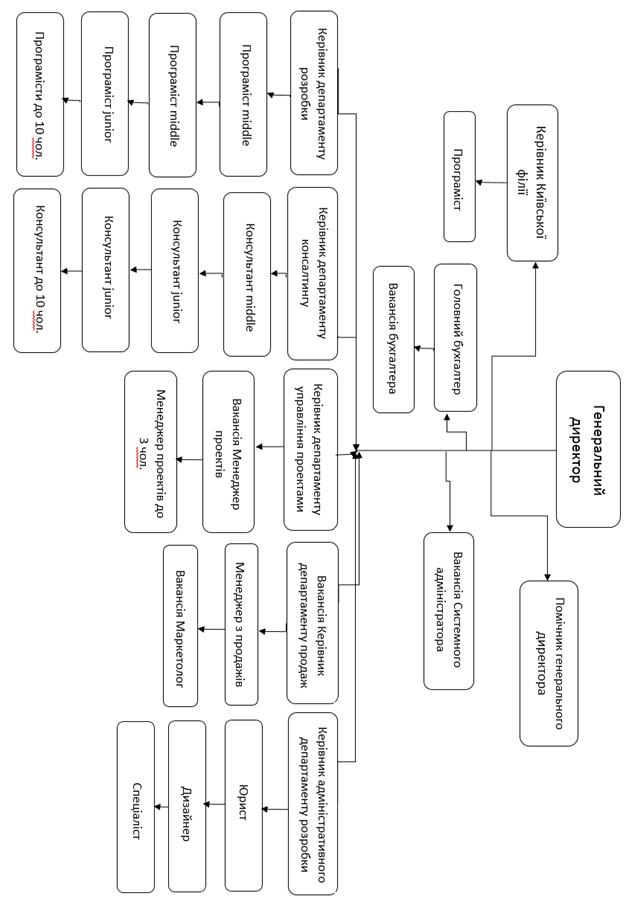 Генеральний
директор
Керівник Київської
філії
Програміст
Помічник генерального
директора
Головний бухгалтер
Вакансія бухгалтера
Вакансія Системного
адміністратора
Керівник департаменту
розробки
Програміст middle
Програміст middle
Програміст junior
Програмісти до 10 чол.
Керівник департаменту
консалтингу
Консультант middle
Консультант junior
Консультант junior
Консультант до 10 чол.
Керівник департаменту
управління проектами
Вакансія Менеджер
проектів
Менеджер проектів до
3 чол.
Вакансія Керівник
департаменту продаж
Менеджер з продажів
Вакансія Маркетолог
Керівник адміністративного
департаменту розробки
Юрист
Дизайнер
Спеціаліст